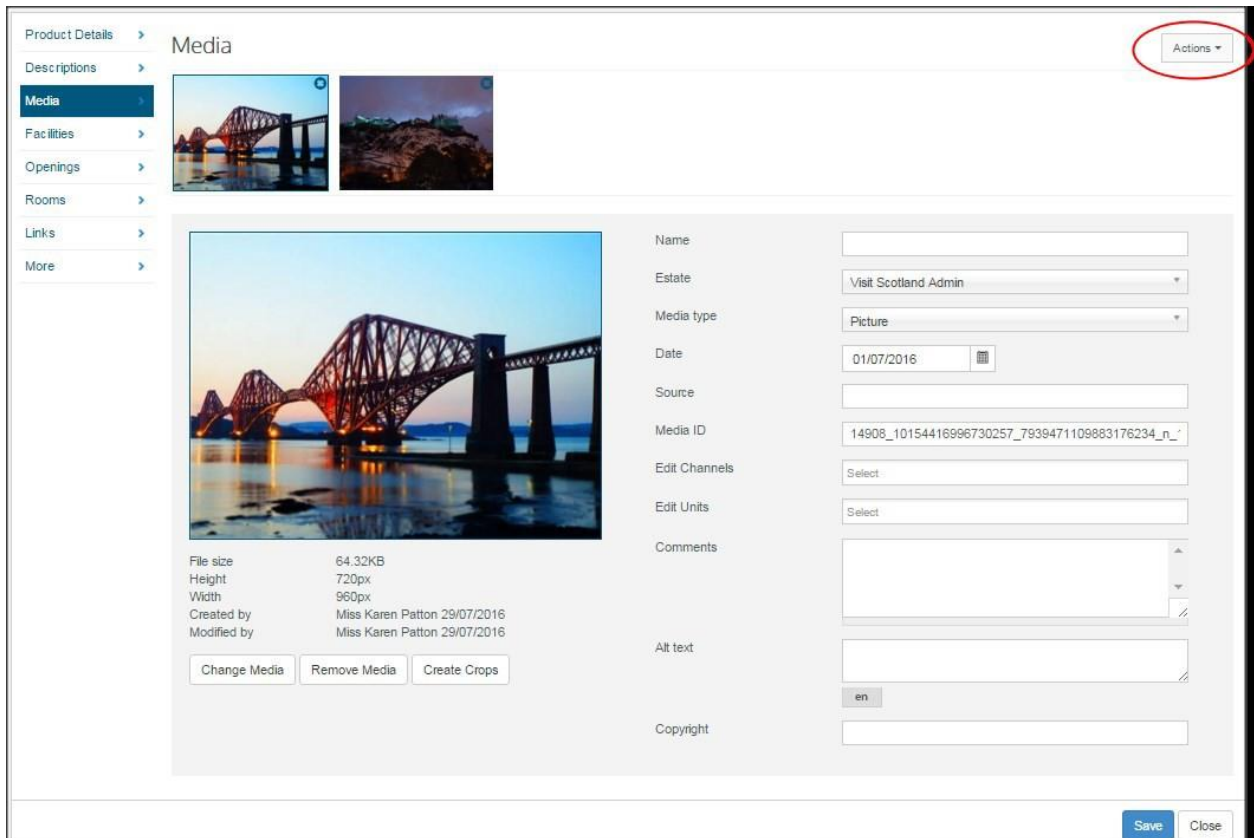 Product Details
Descriptions
Media
Facilities
Openings
Rooms
Links
More
Media
Actions
Name
Estate
Visit Scotland Admin
Media type
Picture
Date
01/07/2016
Source
Media ID
14908_10154416996730257_7939471109883176234_n_
Edit Channels
Select
Edit Units
Select
Comments
Alt text
en
Copyright
File size 64.32KB
Height 720px
Width 960px
Created by Miss Karen Patton 29/07/2016
Modified by Miss Karen Patton 29/07/2016
Change Media Remove Media Create Crops
Save Close